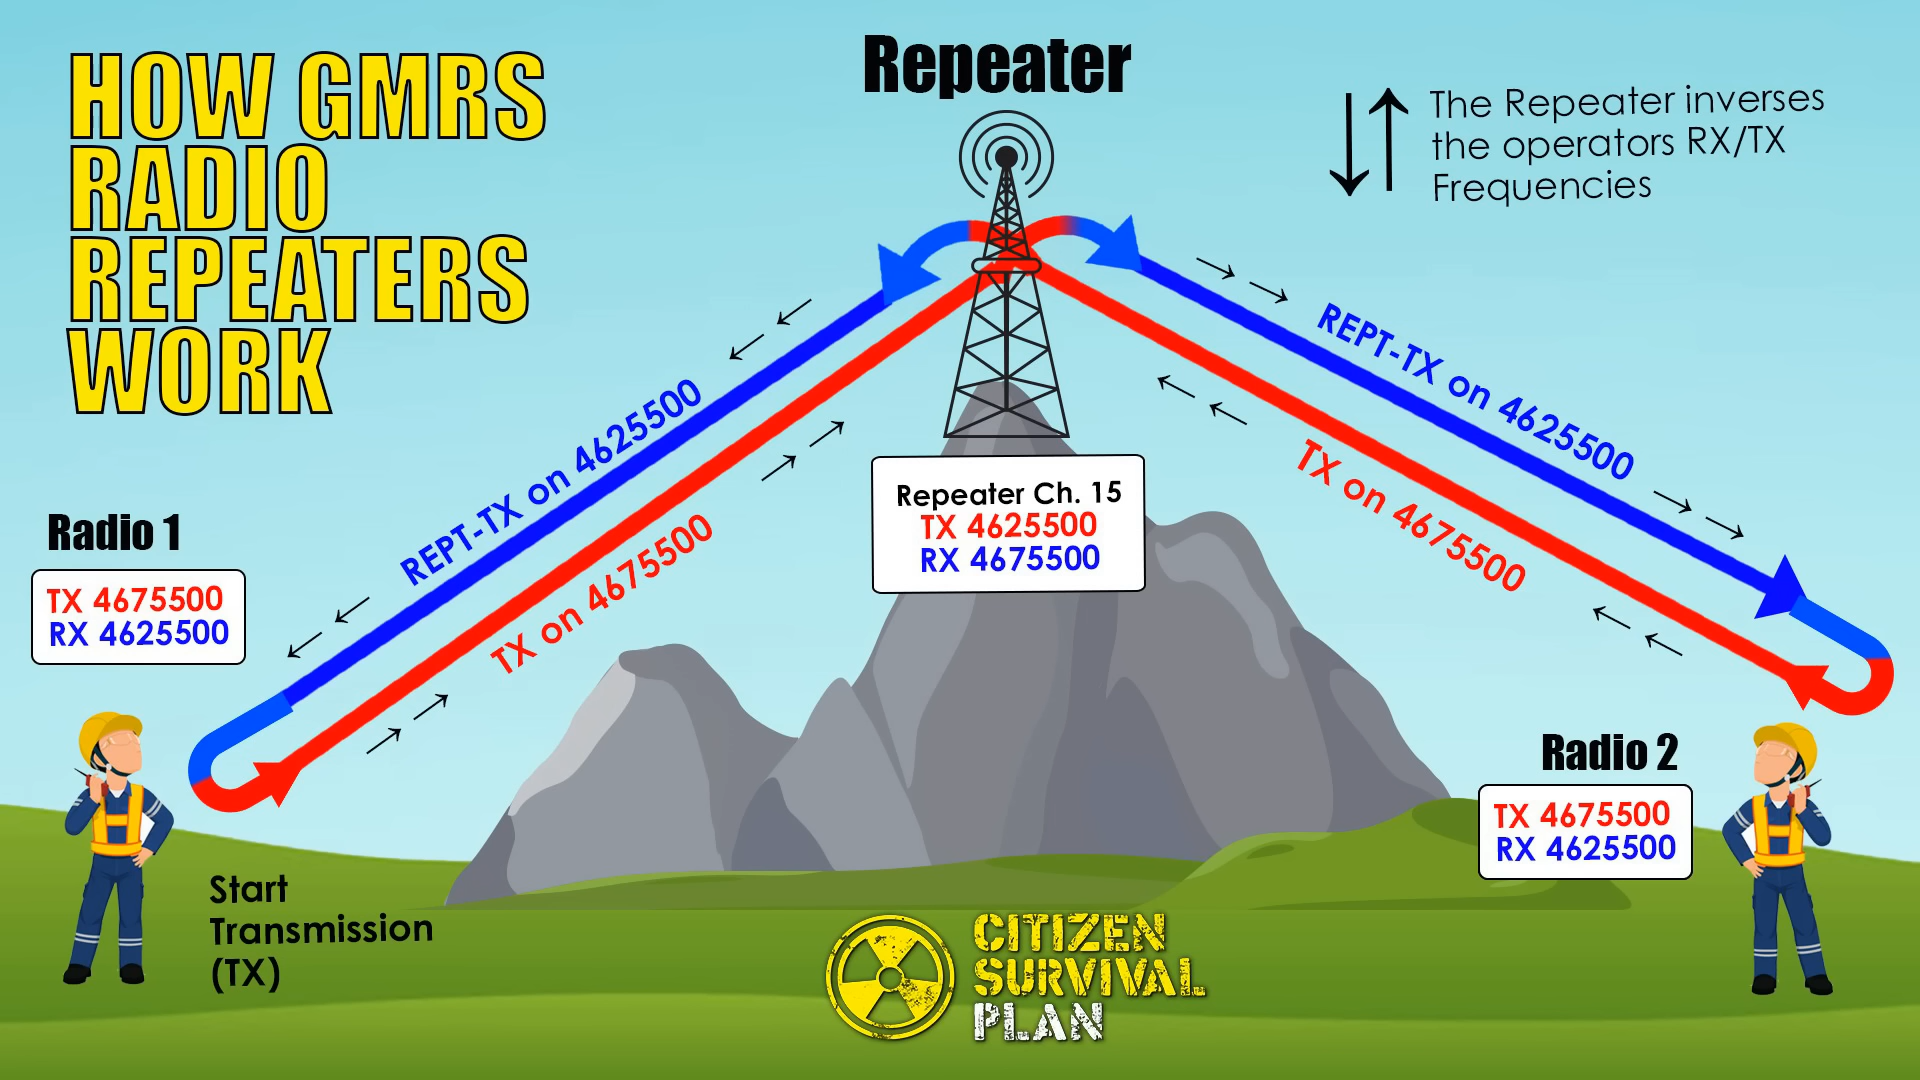 HOW GMRS
RADIO
REPEATERS
WORK
Repeater
The Repeater inverses
the operators RX/TX
Frequencies
REPT-TX on 4625500
TX on 4675500
REPT-TX on 4625500
TX on 4675500
Repeater Ch. 15
TX 4625500
RX 4675500
Radio 1
TX 4675500
RX 4625500
Radio 2
TX 4675500
RX 4625500
Start
Transmission
(TX)
CITIZEN
SURVIVAL
PLAN